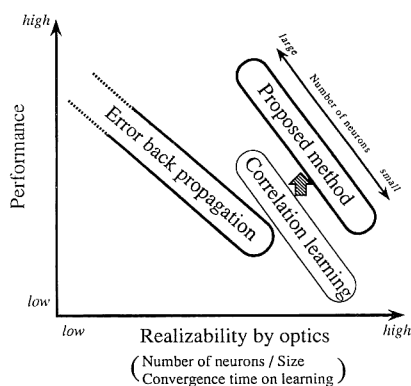 high
Performance
low
Error back propagation
Correlation learning
Proposed method
large
Number of neurons
small
low
high
Realizability by optics
( Number of neurons / Size
Convergence time on learning )